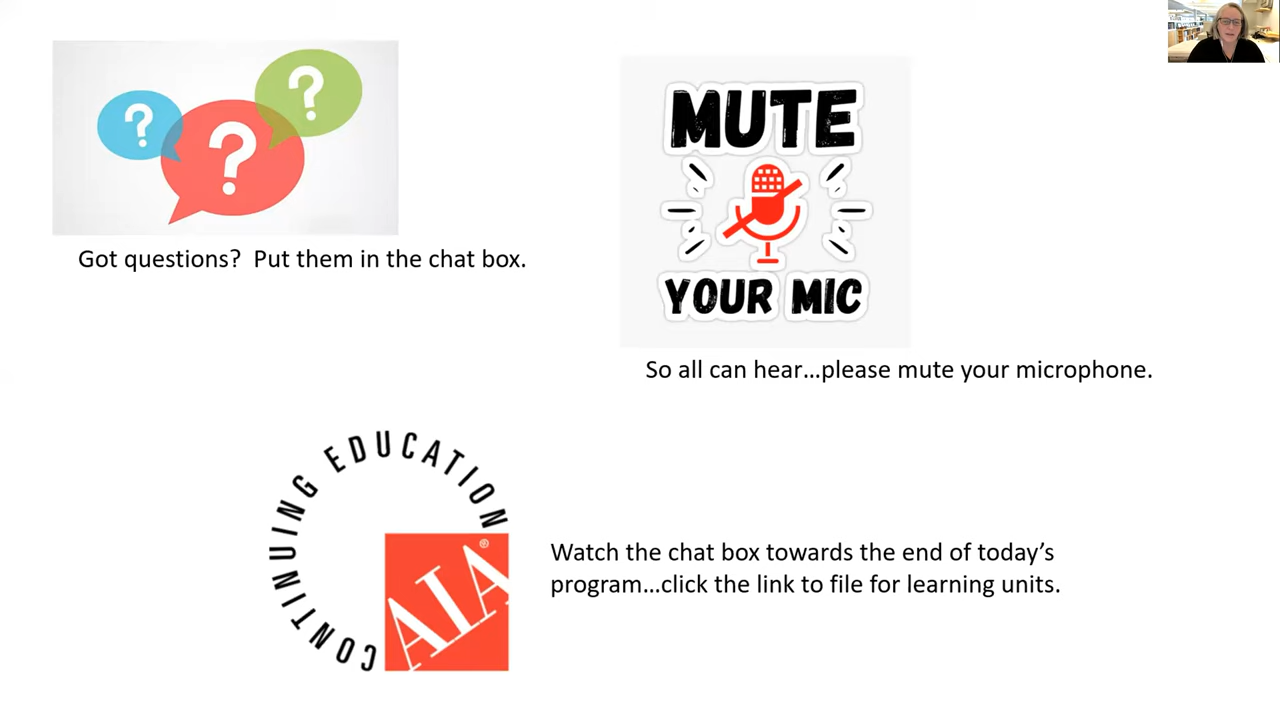 ? ? ?
Got questions?  Put them in the chat box.
MUTE
YOUR MIC
So all can hear...please mute your microphone.
CONTINUING EDUCATION
AIA®
Watch the chat box towards the end of today’s
program...click the link to file for learning units.